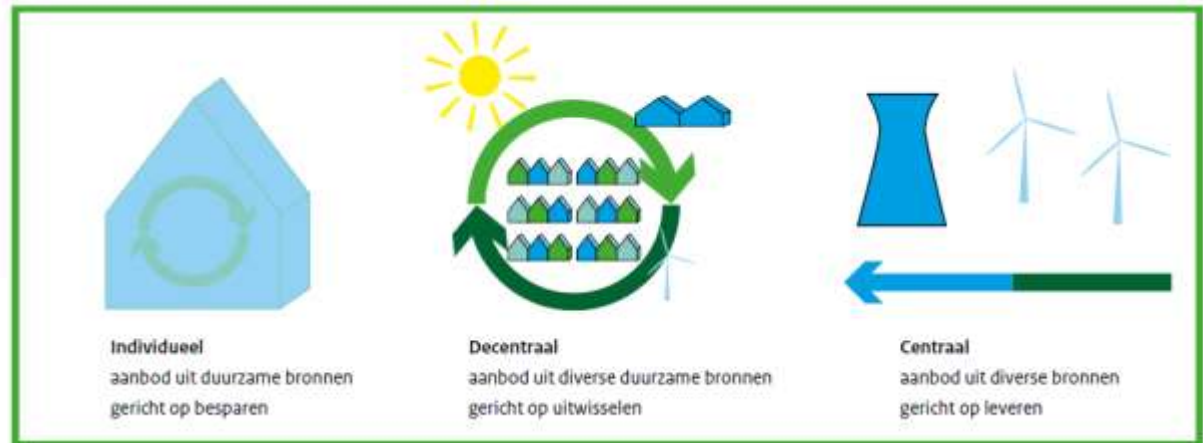 Individueel
aanbod uit duurzame bronnen
gericht op besparen
Decentraal
aanbod uit diverse duurzame bronnen
gericht op uitwisselen
Centraal
aanbod uit diverse bronnen
gericht op leveren